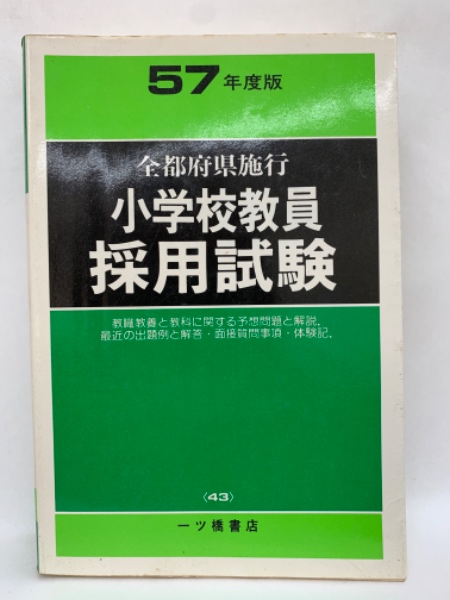 57年度版
全都府県施行
小学校教員
採用試験
教職教養と教科に関する予想問題と解説.
最近の出題例と解答・面接質問事項・体験記.
〈43〉
一ツ橋書店